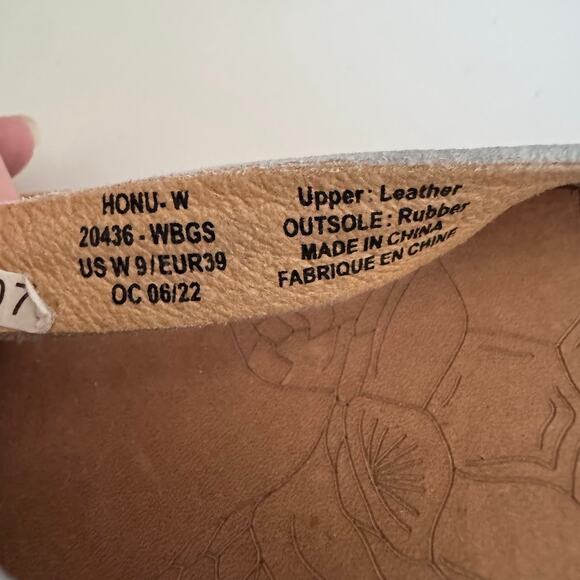 HONU-W
20436-WBGS
US W 9/EUR39
OC 06/22
Upper: Leather
OUTSOLE: Rubber
MADE IN CHINA
FABRIQUE EN CHINE
07